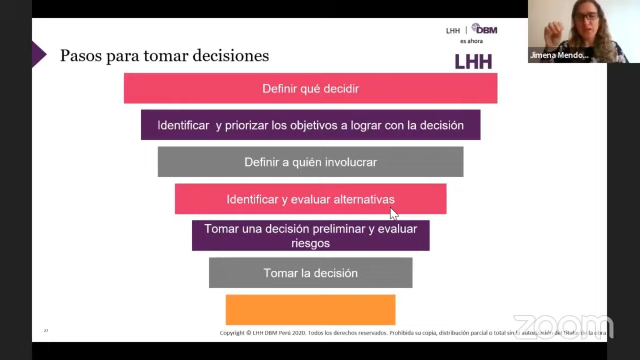 LHH | DBM
es ahora
LHH
Jimena Mendo...
Pasos para tomar decisiones
Definir qué decidir
Identificar y priorizar los objetivos a lograr con la decisión
Definir a quién involucrar
Identificar y evaluar alternativas
Tomar una decisión preliminar y evaluar
riesgos
Tomar la decisión
Copyright © LHH DBM Perú 2020. Todos los derechos reservados. Prohibida su copia, distribución parcial o total sin la
zoom